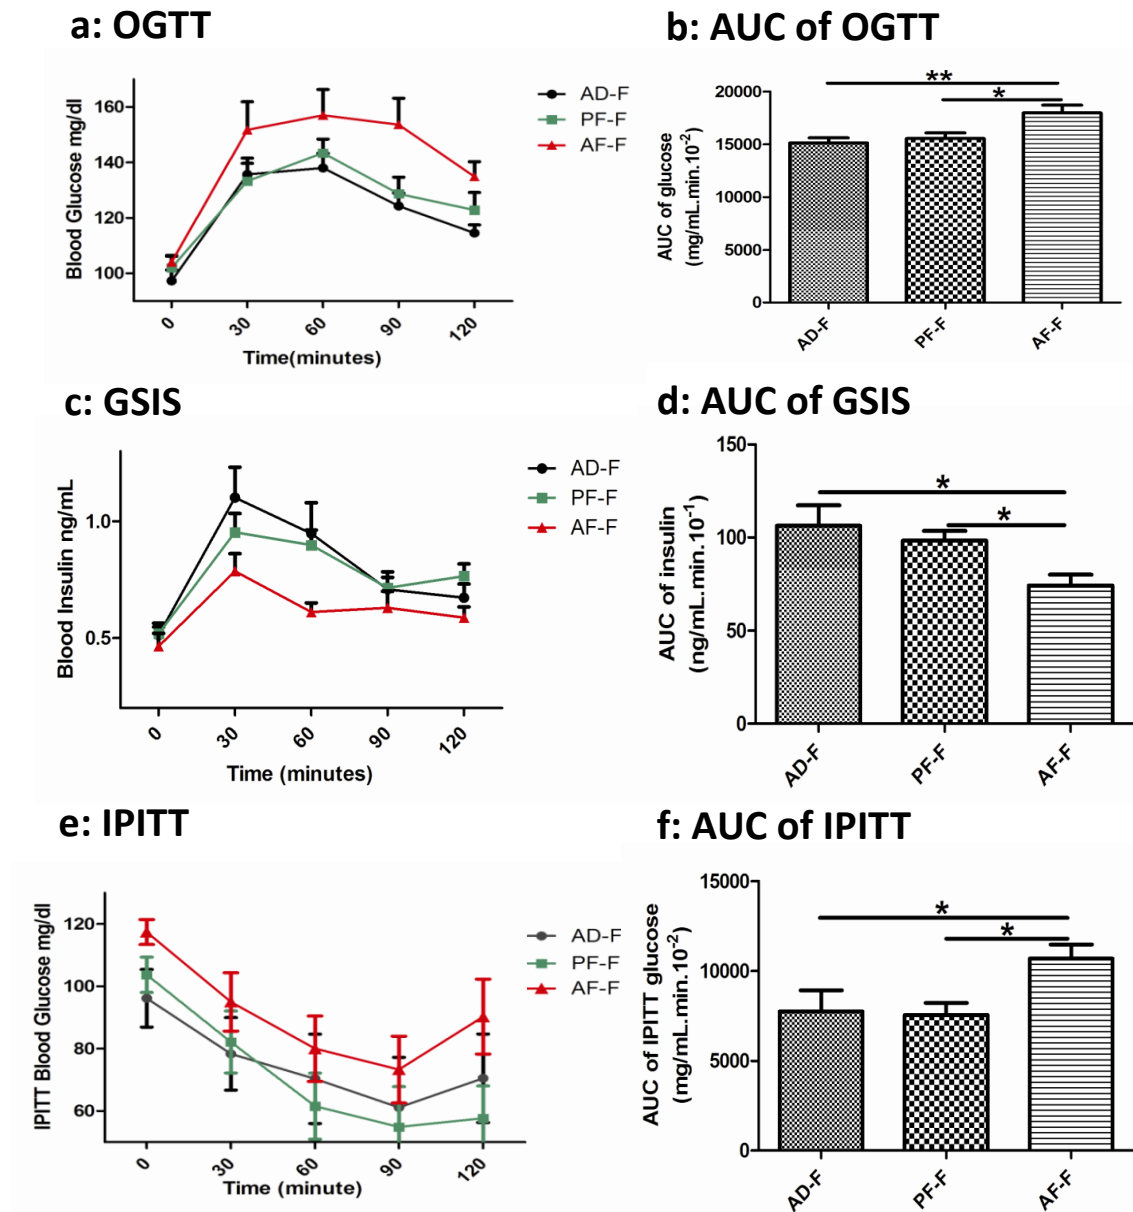 a: OGTT
160
140
120
100
Blood Glucose mg/dl
0
30
60
90
120
Time(minutes)
AD-F
PF-F
AF-F
b: AUC of OGTT
20000
15000
10000
5000
0
AUC of glucose
(mg/mL.min.10-2)
**
*
AD-F
PF-F
AF-F
c: GSIS
1.0
0.5
Blood Insulin ng/mL
0
30
60
90
120
Time (minutes)
AD-F
PF-F
AF-F
d: AUC of GSIS
150
100
50
0
AUC of insulin
(ng/mL.min.10-1)
*
*
AD-F
PF-F
AF-F
e: IPITT
120
100
80
60
IPITT Blood Glucose mg/dl
0
30
60
90
120
Time (minute)
AD-F
PF-F
AF-F
f: AUC of IPITT
15000
10000
5000
0
AUC of IPITT glucose
(mg/mL.min.10-2)
*
*
AD-F
PF-F
AF-F